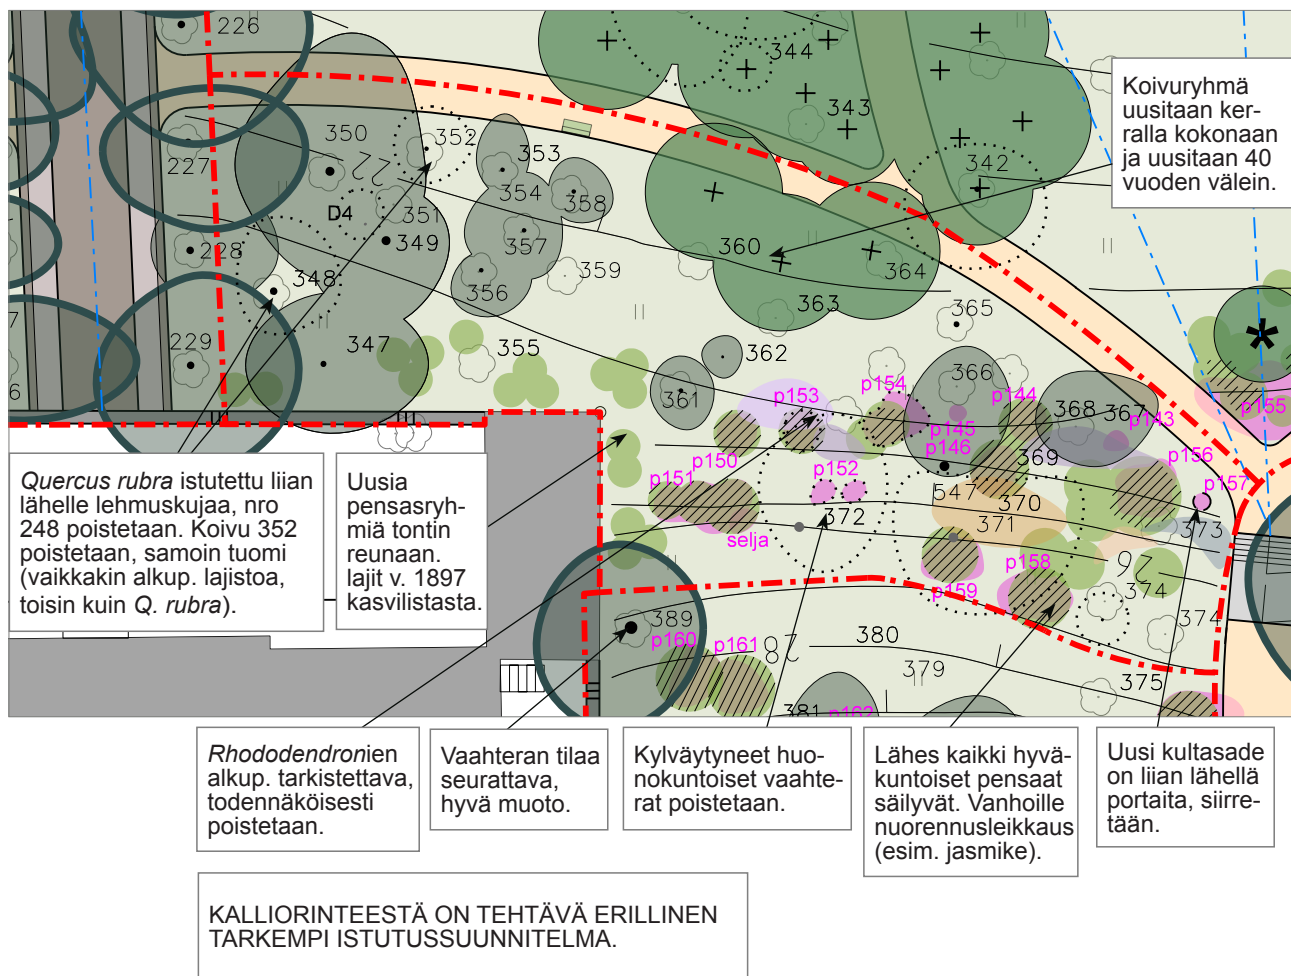 226
344
343
Koivuryhmä
uusitaan ker-
ralla kokonaan
ja uusitaan 40
vuoden välein.
350
352
353
342
227
22
354
358
351
D4
349
357
360
364
228
359
348
356
363
365
229
347
355
362
366
p153
p154
p144
361
368
367
p143
p155
p145
p146
p150
369
p156
p151
p152
p157
547
370
372
371
373
selja
26
p158
374
p159
374
389
p160
p161
28
380
379
375
381
p162
Quercus rubra istutettu liian
lähelle lehmuskujaa, nro
248 poistetaan. Koivu 352
poistetaan, samoin tuomi
(vaikkakin alkup. lajistoa,
toisin kuin Q. rubra).
Uusia
pensasryh-
miä tontin
reunaan.
lajit v. 1897
kasvilistasta.
Rhododendronien
alkup. tarkistettava,
todennäköisesti
poistetaan.
Vaahteran tilaa
seurattava,
hyvä muoto.
Kylväytyneet huo-
nokuntoiset vaahte-
rat poistetaan.
Lähes kaikki hyvä-
kuntoiset pensaat
säilyvät. Vanhoille
nuorennusleikkaus
(esim. jasmike).
Uusi kultasade
on liian lähellä
portaita, siirre-
tään.
KALLIORINTEESTÄ ON TEHTÄVÄ ERILLINEN
TARKEMPI ISTUTUSSUUNNITELMA.